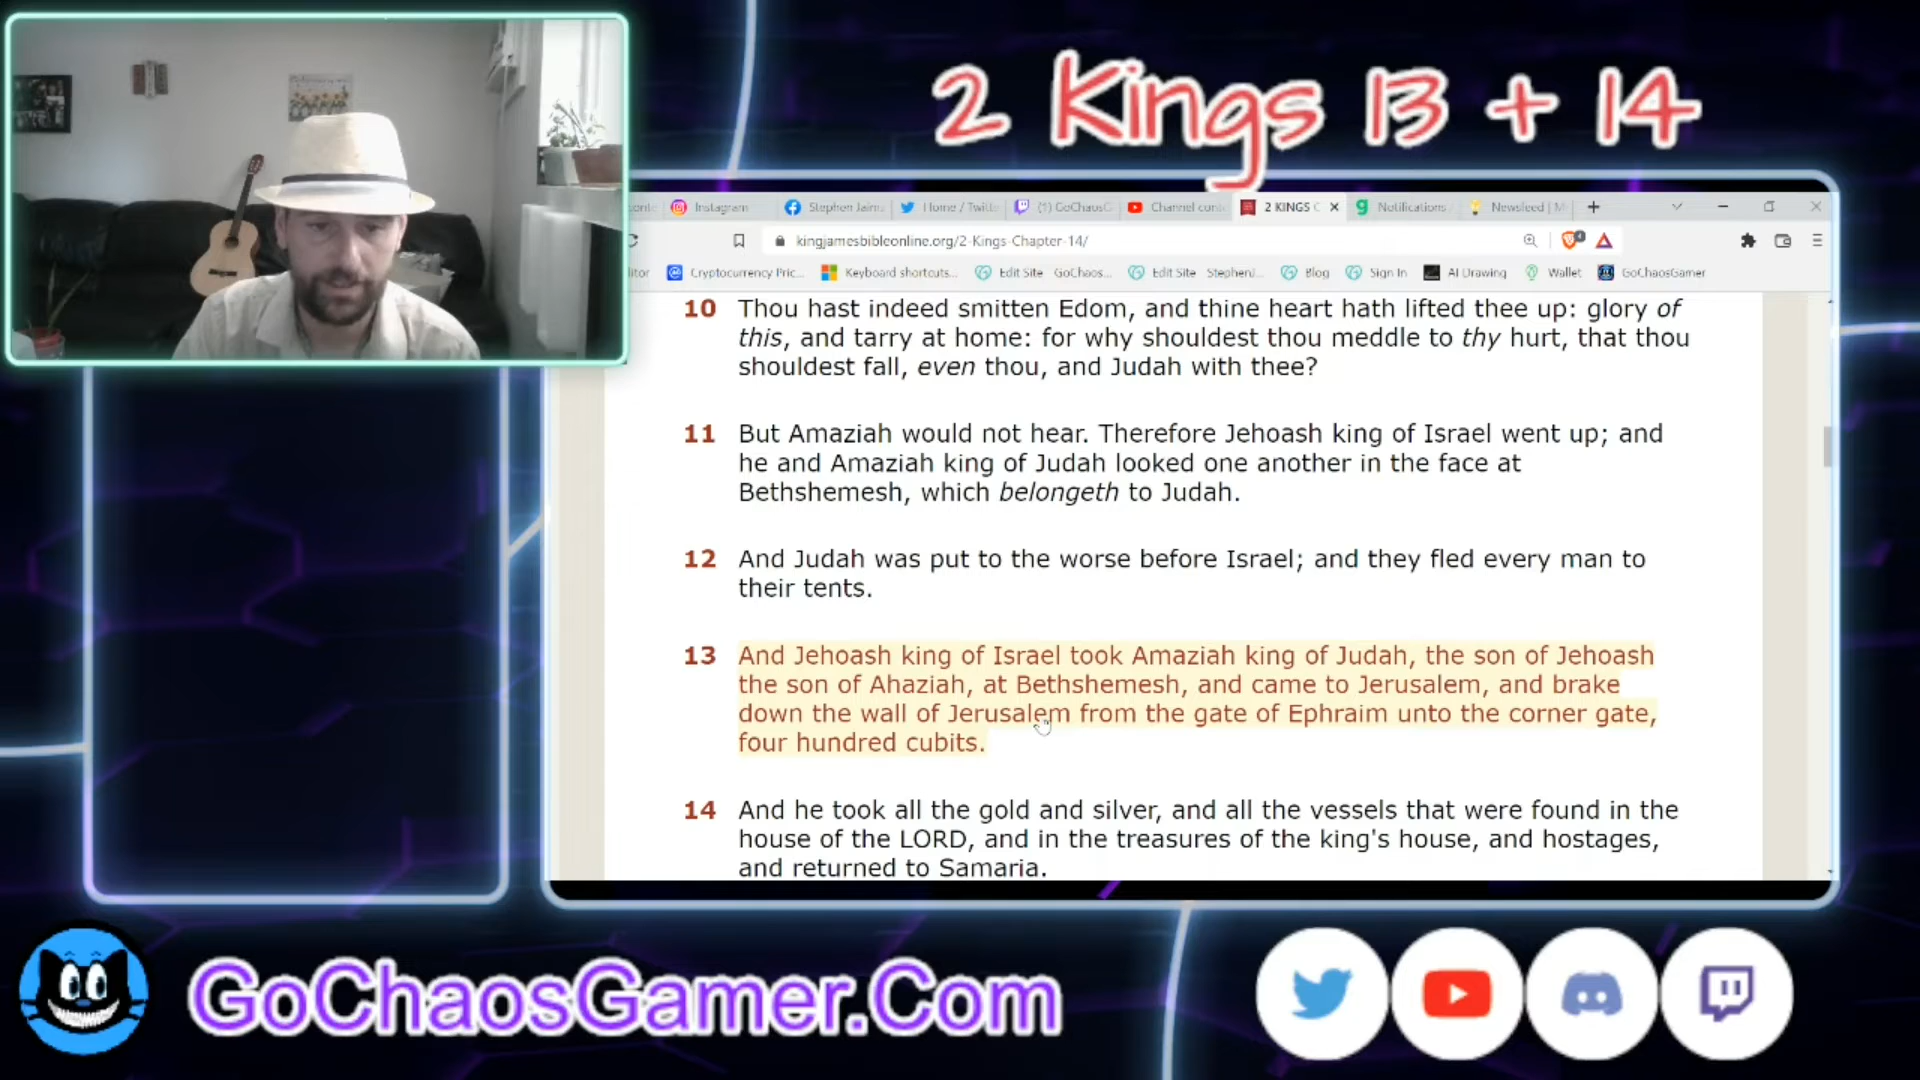 2 Kings 13 + 14
Instagram
Stephen Jaim
Home / Twitt
(1) GoChaosG
Channel cont
2 KINGS C
Notifications
Newsfeed | M
kingjamesbibleonline.org/2-Kings-Chapter-14/
Cryptocurrency Pric...
Keyboard shortcuts...
Edit Site GoChaos...
Edit Site StephenJ...
Blog
Sign In
AI Drawing
Wallet
GoChaosGamer
10 Thou hast indeed smitten Edom, and thine heart hath lifted thee up: glory of
this, and tarry at home: for why shouldest thou meddle to thy hurt, that thou
shouldest fall, even thou, and Judah with thee?
11 But Amaziah would not hear. Therefore Jehoash king of Israel went up; and
he and Amaziah king of Judah looked one another in the face at
Bethshemesh, which belongeth to Judah.
12 And Judah was put to the worse before Israel; and they fled every man to
their tents.
13 And Jehoash king of Israel took Amaziah king of Judah, the son of Jehoash
the son of Ahaziah, at Bethshemesh, and came to Jerusalem, and brake
down the wall of Jerusalem from the gate of Ephraim unto the corner gate,
four hundred cubits.
14 And he took all the gold and silver, and all the vessels that were found in the
house of the LORD, and in the treasures of the king's house, and hostages,
and returned to Samaria.
GoChaosGamer.Com